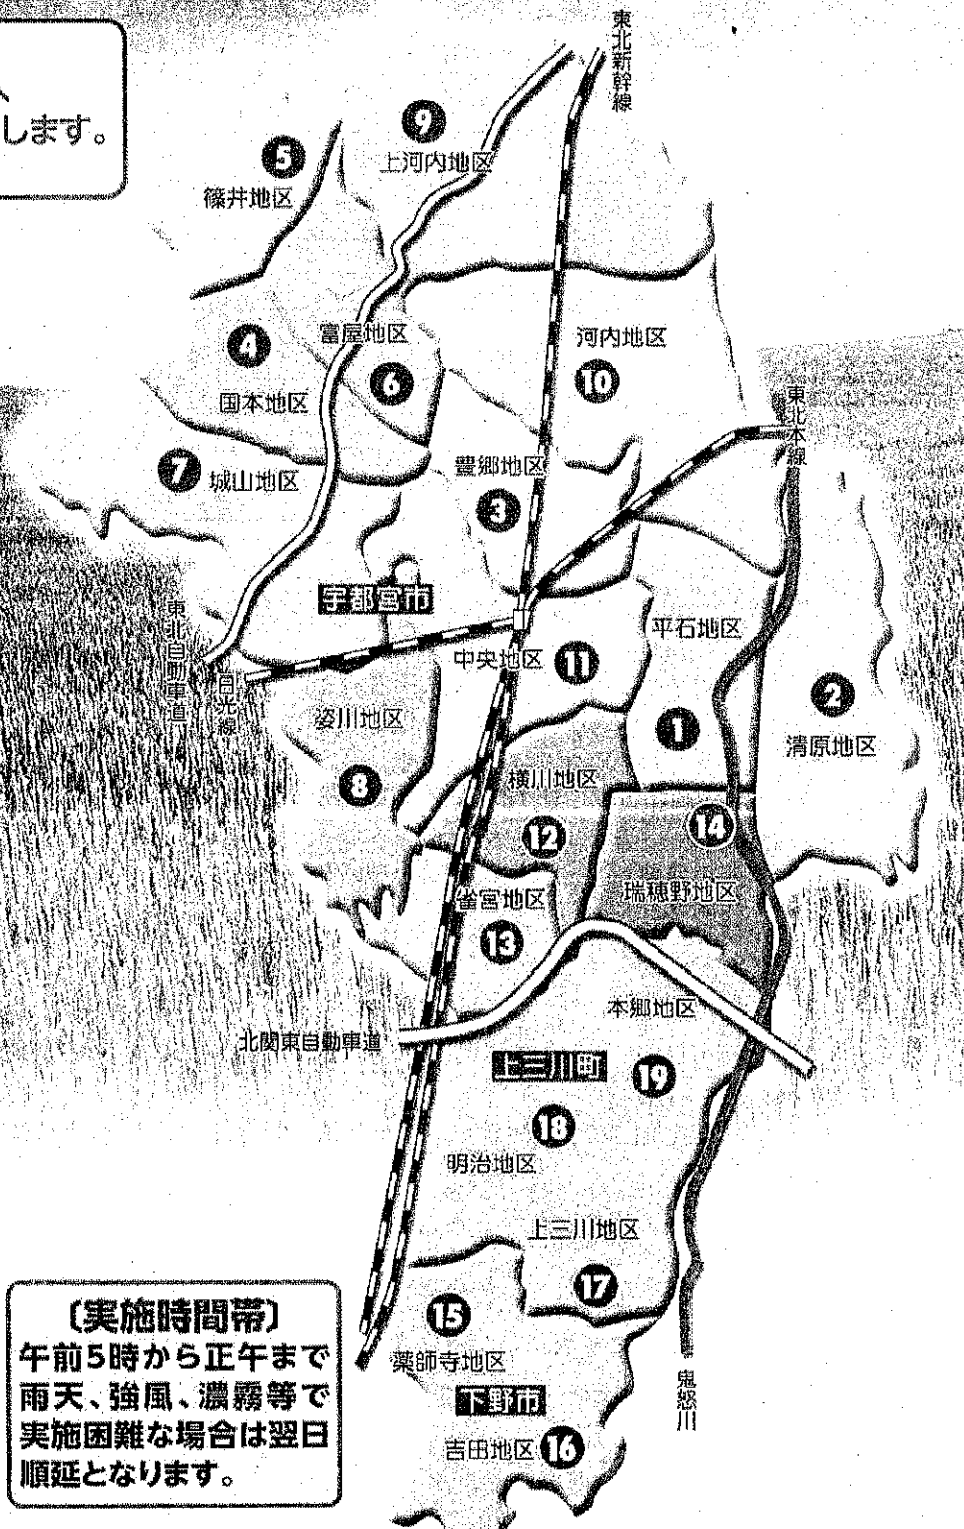 します。
東北新幹線
⑨
上河内地区
⑤
篠井地区
富屋地区
④
⑥
国本地区
河内地区
⑩
東北本線
⑦
城山地区
豊郷地区
③
宇都宮市
東北自動車道
日光線
中央地区
⑪
平石地区
①
②
清原地区
姿川地区
⑧
横川地区
⑫
⑭
瑞穂野地区
雀宮地区
⑬
本郷地区
北関東自動車道
上三川町
⑲
⑱
明治地区
上三川地区
⑰
⑮
薬師寺地区
下野市
吉田地区
⑯
鬼怒川
〔実施時間帯〕
午前5時から正午まで
雨天、強風、濃霧等で
実施困難な場合は翌日
順延となります。